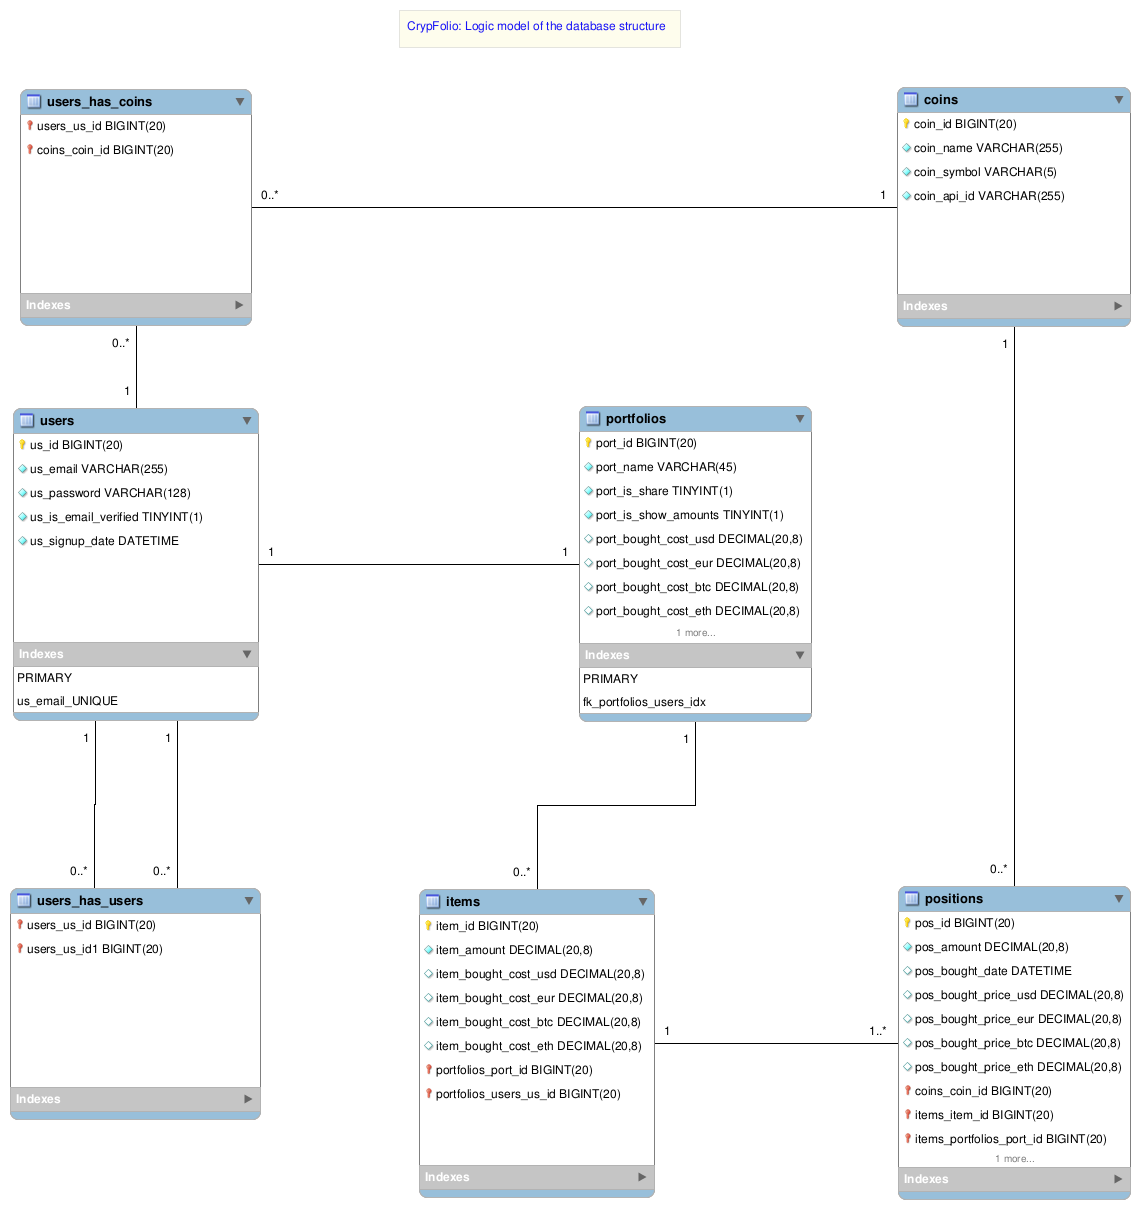 CrypFolio: Logic model of the database structure
users_has_coins
users_us_id BIGINT(20)
coins_coin_id BIGINT(20)
Indexes
coins
coin_id BIGINT(20)
coin_name VARCHAR(255)
coin_symbol VARCHAR(5)
coin_api_id VARCHAR(255)
Indexes
0..*
1
0..*
1
1
users
us_id BIGINT(20)
us_email VARCHAR(255)
us_password VARCHAR(128)
us_is_email_verified TINYINT(1)
us_signup_date DATETIME
Indexes
PRIMARY
us_email_UNIQUE
1
1
portfolios
port_id BIGINT(20)
port_name VARCHAR(45)
port_is_share TINYINT(1)
port_is_show_amounts TINYINT(1)
port_bought_cost_usd DECIMAL(20,8)
port_bought_cost_eur DECIMAL(20,8)
port_bought_cost_btc DECIMAL(20,8)
port_bought_cost_eth DECIMAL(20,8)
1 more...
Indexes
PRIMARY
fk_portfolios_users_idx
1
1
1
0..*
0..*
0..*
0..*
users_has_users
users_us_id BIGINT(20)
users_us_id1 BIGINT(20)
Indexes
items
item_id BIGINT(20)
item_amount DECIMAL(20,8)
item_bought_cost_usd DECIMAL(20,8)
item_bought_cost_eur DECIMAL(20,8)
item_bought_cost_btc DECIMAL(20,8)
item_bought_cost_eth DECIMAL(20,8)
portfolios_port_id BIGINT(20)
portfolios_users_us_id BIGINT(20)
Indexes
1
1..*
positions
pos_id BIGINT(20)
pos_amount DECIMAL(20,8)
pos_bought_date DATETIME
pos_bought_price_usd DECIMAL(20,8)
pos_bought_price_eur DECIMAL(20,8)
pos_bought_price_btc DECIMAL(20,8)
pos_bought_price_eth DECIMAL(20,8)
coins_coin_id BIGINT(20)
items_item_id BIGINT(20)
items_portfolios_port_id BIGINT(20)
1 more...
Indexes